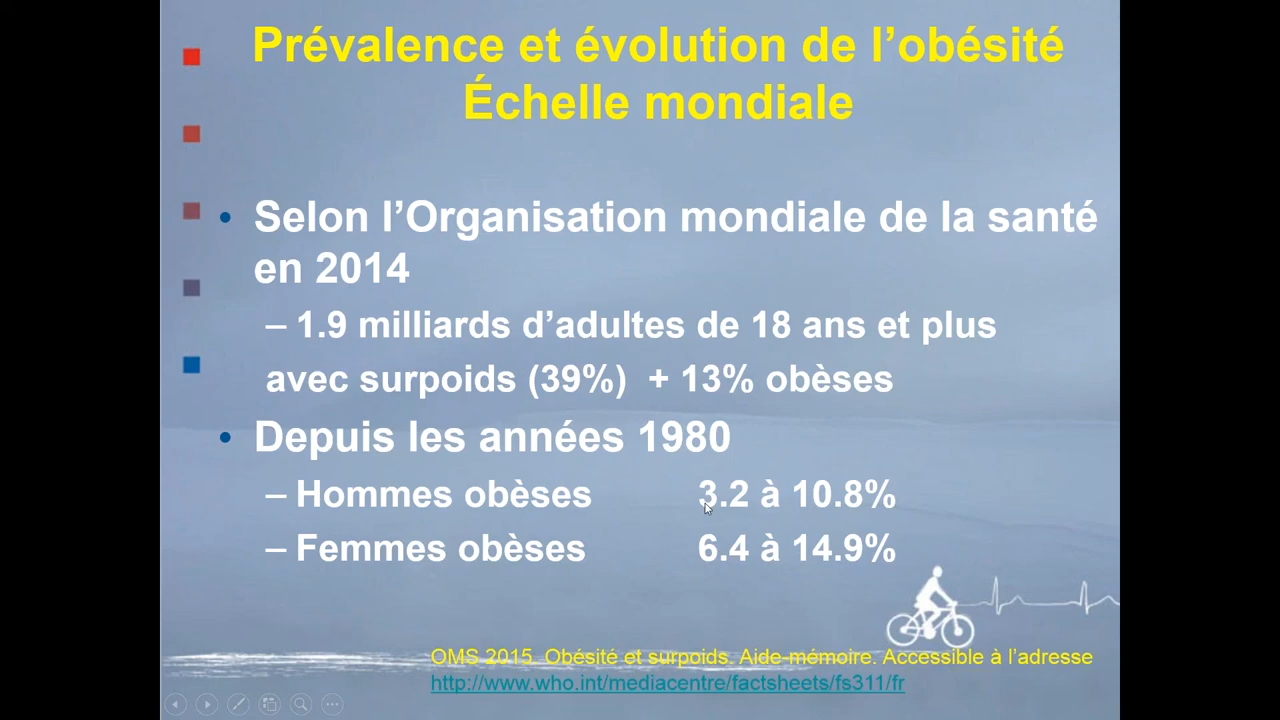 Prévalence et évolution de l’obésité
Échelle mondiale
• Selon l’Organisation mondiale de la santé
en 2014
– 1.9 milliards d’adultes de 18 ans et plus
avec surpoids (39%) + 13% obèses
• Depuis les années 1980
– Hommes obèses 3.2 à 10.8%
– Femmes obèses 6.4 à 14.9%
OMS 2015. Obésité et surpoids. Aide-mémoire. Accessible à l’adresse
http://www.who.int/mediacentre/factsheets/fs311/fr